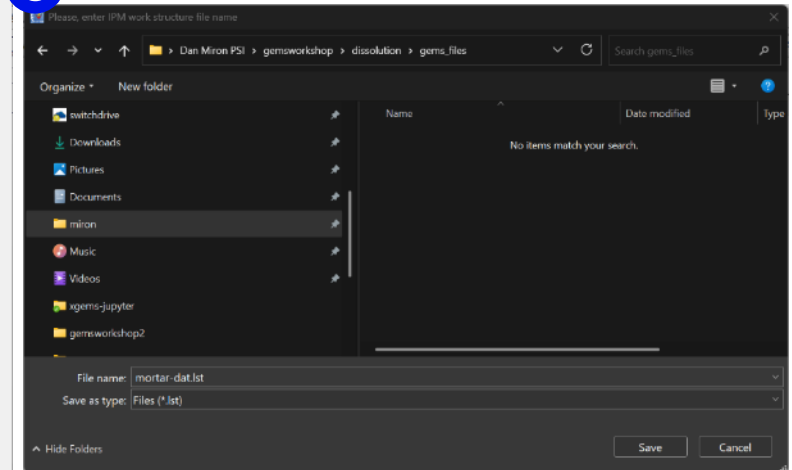 Please, enter IPM work structure file name
Dan Miron PSI > gemsworkshop > dissolution > gems_files
Search gems_files
Organize
New folder
switchdrive
Downloads
Pictures
Documents
miron
Music
Videos
xgems-jupyter
gemsworkshop2
Name
Date modified
Type
No items match your search.
File name: mortar-dat.lst
Save as type: Files (*.lst)
Hide Folders
Save
Cancel